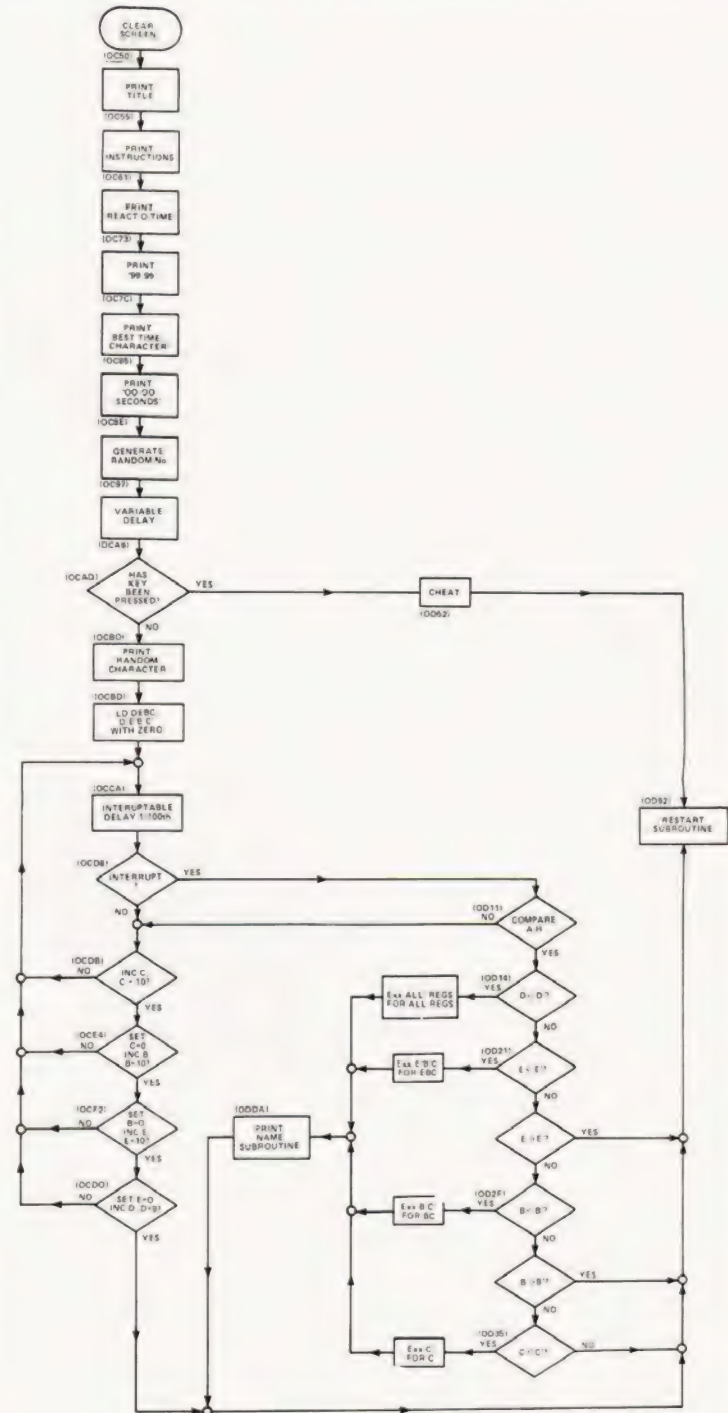 CLEAR
SCREEN
(0C50)
PRINT
TITLE
(0C55)
PRINT
INSTRUCTIONS
(0C61)
PRINT
REACT O TIME
(0C73)
PRINT
'99 99
(0C7C)
PRINT
BEST TIME
CHARACTER
(0C85)
PRINT
'00 00
SECONDS'
(0C8E)
GENERATE
RANDOM No
(0C97)
VARIABLE
DELAY
(0CA8)
(0CAD)
HAS
KEY
BEEN
PRESSED?
YES
CHEAT
(0D52)
NO
(0CB0)
PRINT
RANDOM
CHARACTER
(0CBD)
LD DEBC
D E B C
WITH ZERO
(0CCA)
INTERUPTABLE
DELAY 1/100th
(0D92)
RESTART
SUBROUTINE
(0CD8)
INTERRUPT
?
YES
NO
(0D11)
NO
COMPARE
A H
YES
(0CDB)
NO
INC C,
C = 10?
YES
(0D14)
YES
Exx ALL REGS
FOR ALL REGS
NO
(0CE4)
NO
SET
C=0
INC B
B=10?
YES
(0D21)
YES
Exx E'B'C
FOR EBC
NO
(0CF2)
NO
SET
B=0
INC E
E=10?
YES
(0DDA)
PRINT
NAME
SUBROUTINE
YES
NO
(0CD0)
NO
SET E=0
INC D D=9?
YES
(0D2F)
YES
Exx B C
FOR BC
NO
YES
NO
(0D35)
YES
Exx C
FOR C
NO